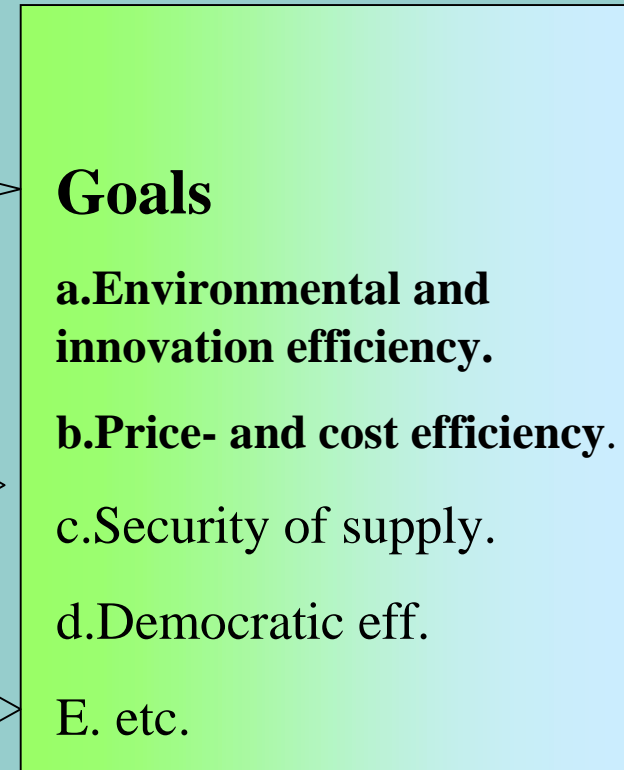 Goals
a.Environmental and
innovation efficiency.
b.Price- and cost efficiency.
c.Security of supply.
d.Democratic eff.
E. etc.